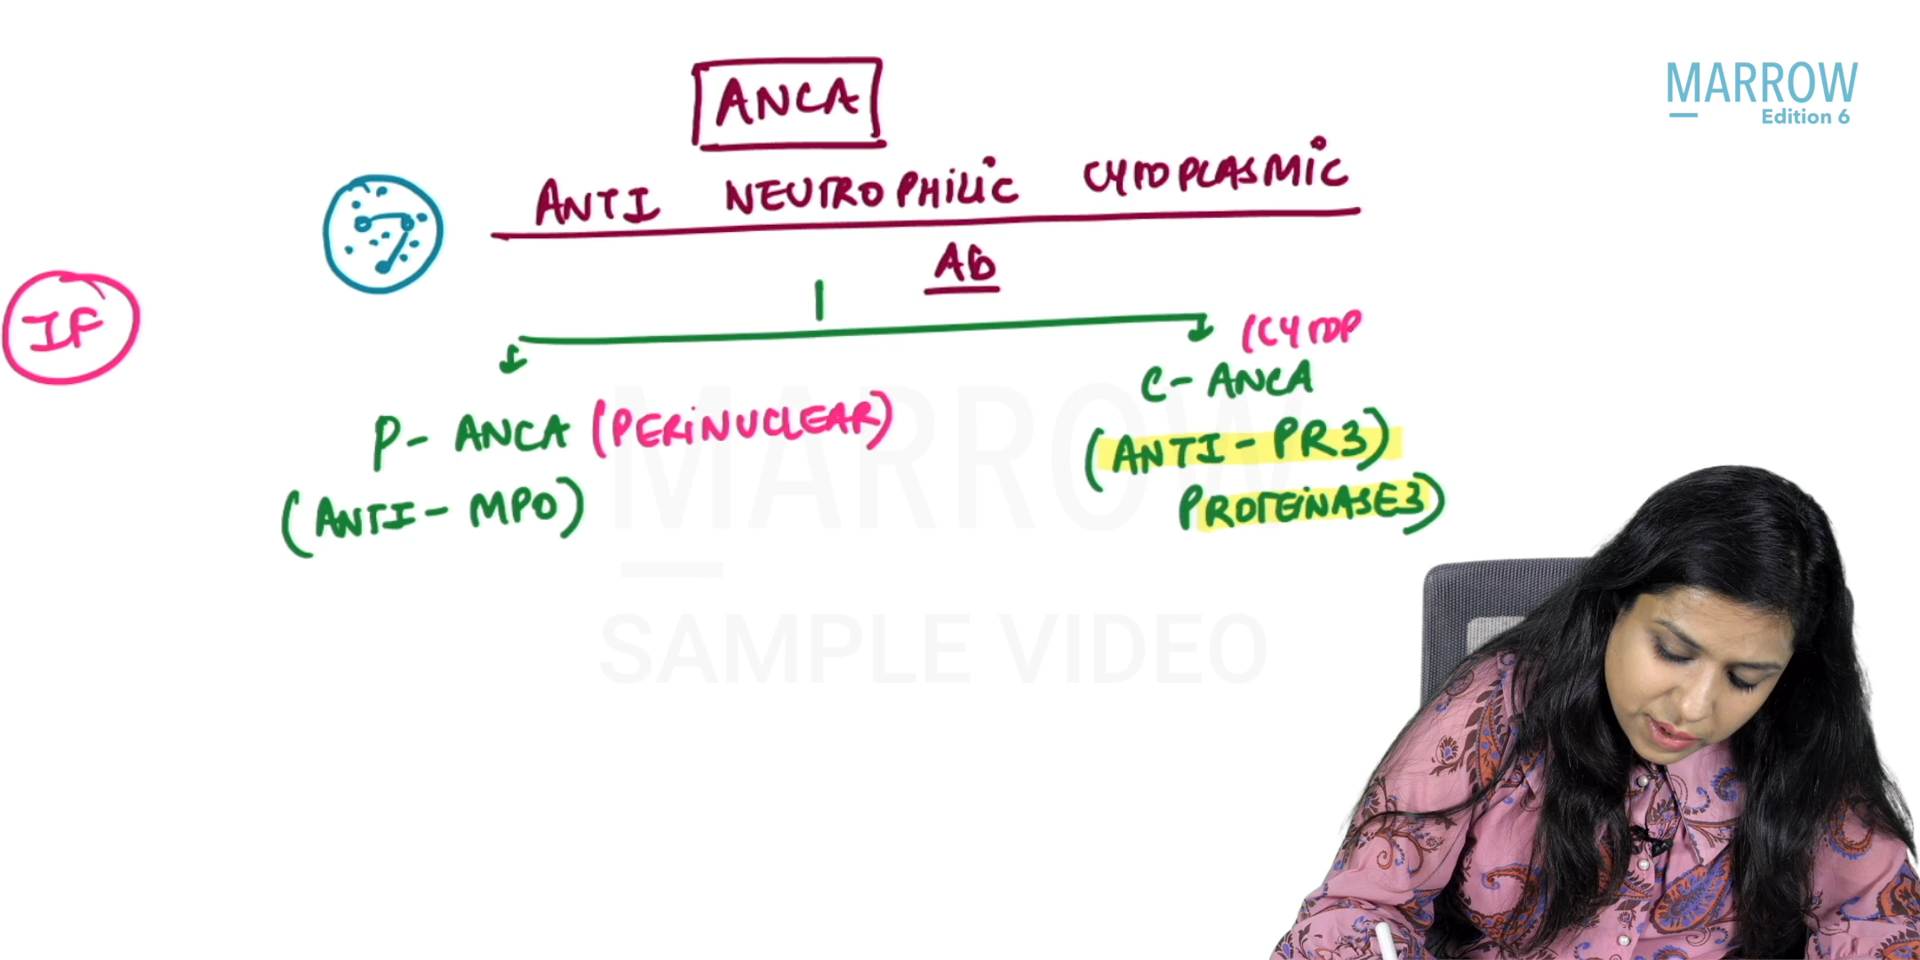 MARROW
Edition 6
ANCA
ANTI NEUTROPHILIC CYTOPLASMIC
Ab
IF
(CYTOP
C- ANCA
P- ANCA (PERINUCLEAR)
(ANTI- PR3)
PROTEINASE3)
(ANTI- MPO)
MARROW
SAMPLE VIDEO